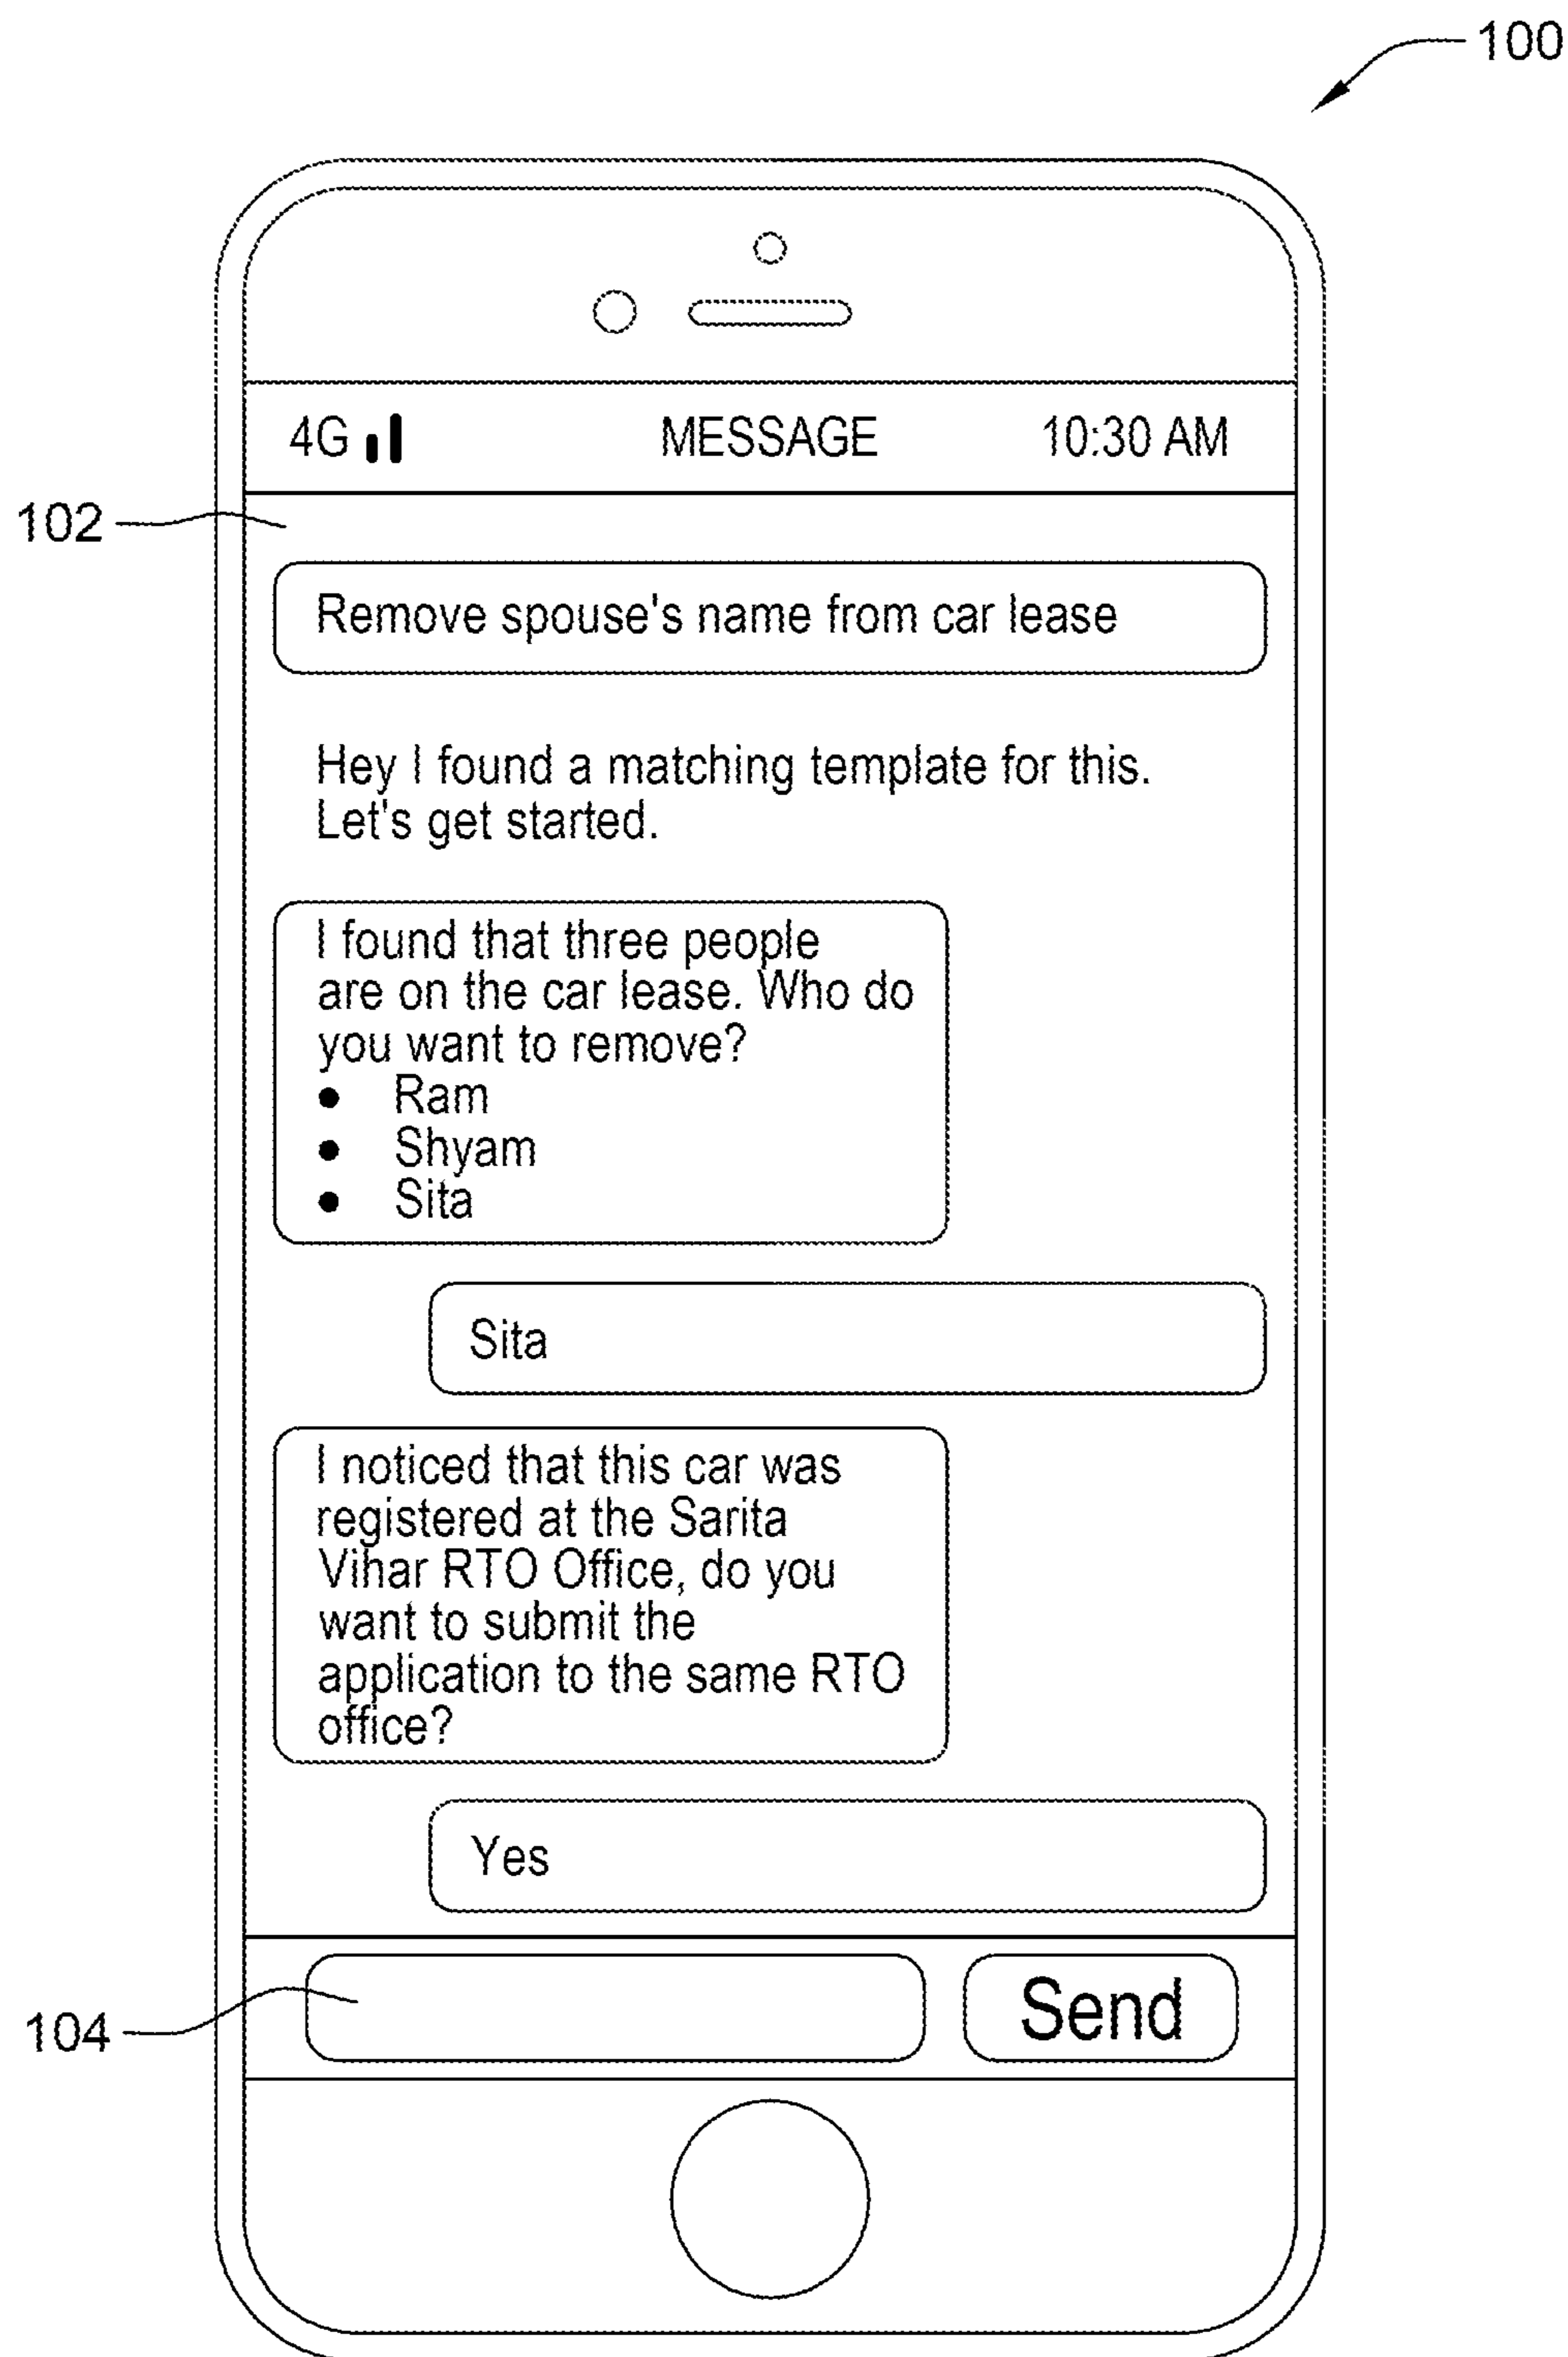 100
4G MESSAGE 10:30 AM
102
Remove spouse's name from car lease
Hey I found a matching template for this.
Let's get started.
I found that three people
are on the car lease. Who do
you want to remove?
• Ram
• Shyam
• Sita
Sita
I noticed that this car was
registered at the Sarita
Vihar RTO Office, do you
want to submit the
application to the same RTO
office?
Yes
Send
104